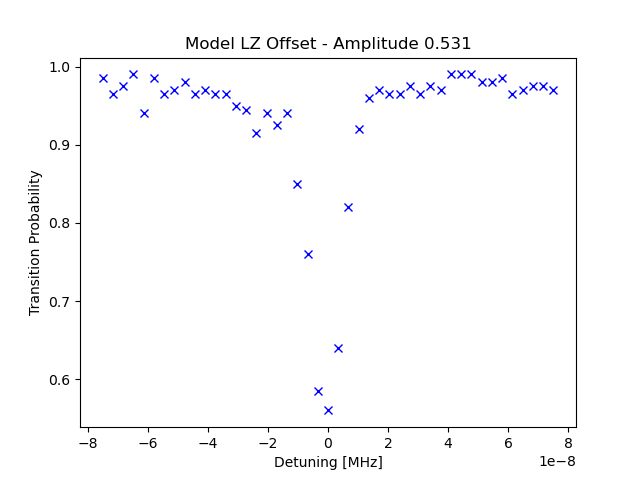 Model LZ Offset - Amplitude 0.531
Transition Probability
1.0
0.9
0.8
0.7
0.6
−8 −6 −4 −2 0 2 4 6 8
1e−8
Detuning [MHz]